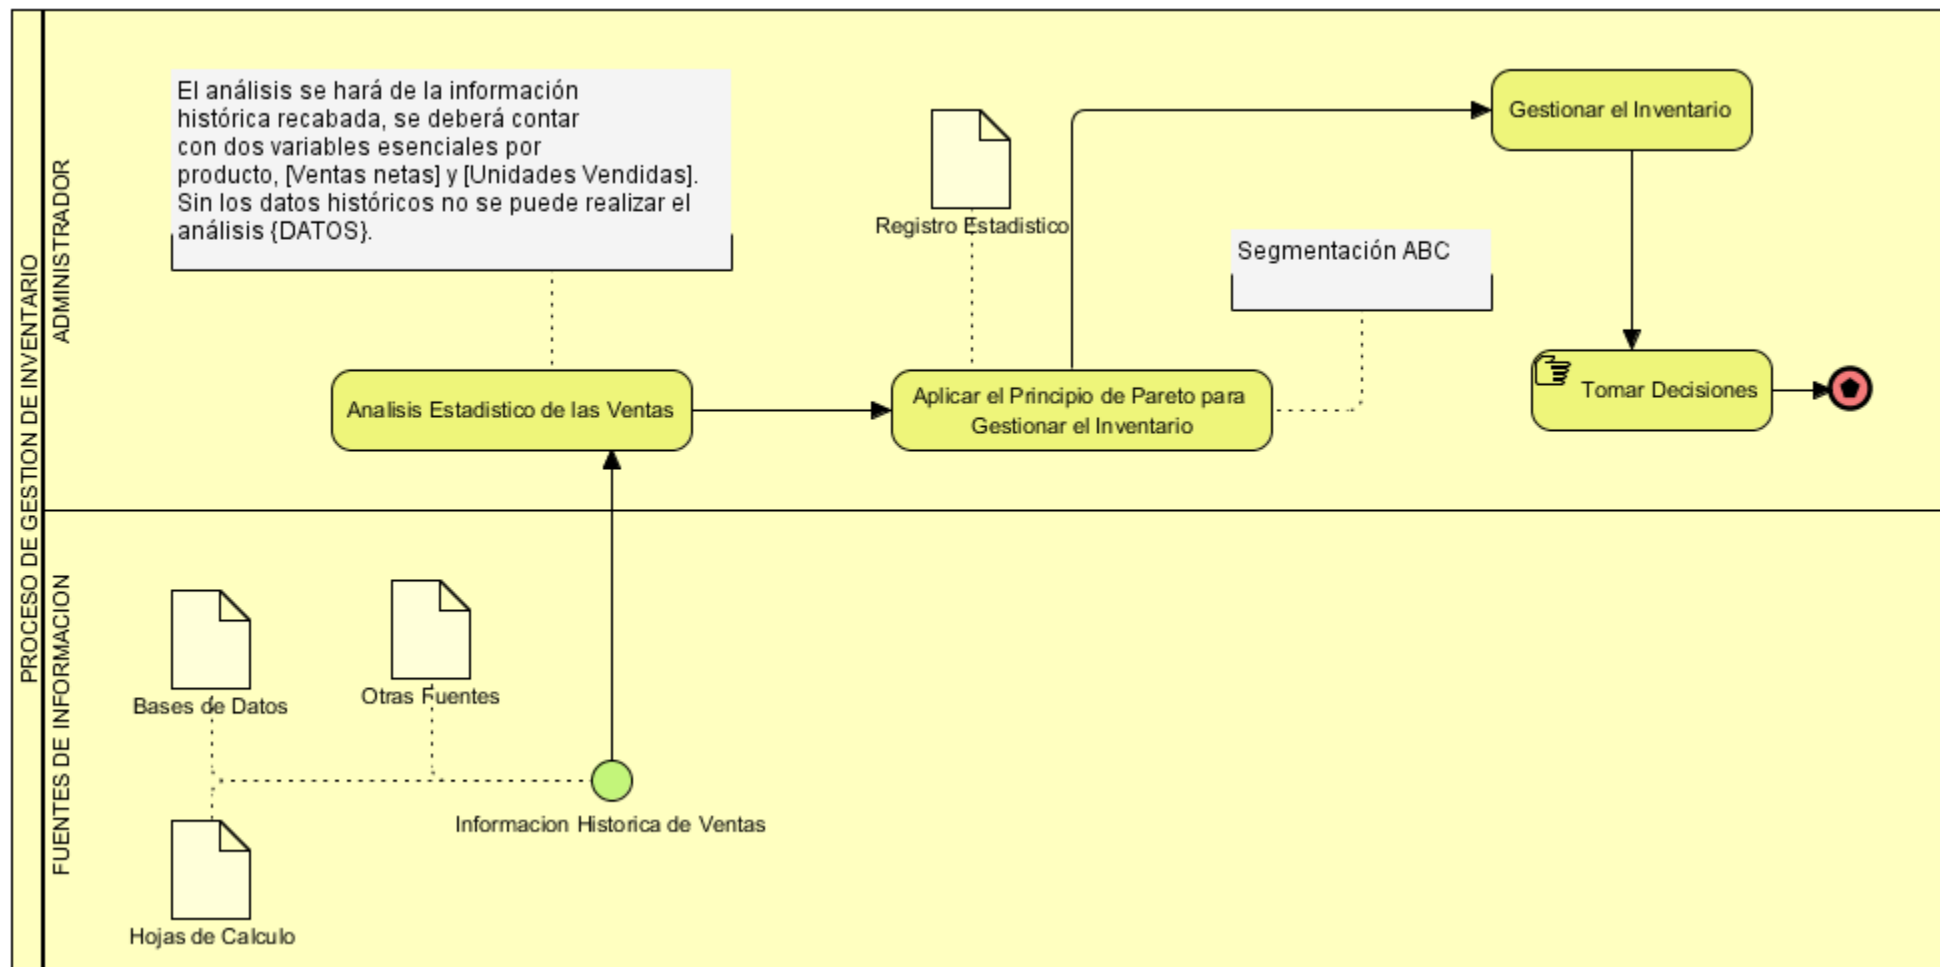 PROCESO DE GESTION DE INVENTARIO
ADMINISTRADOR
El análisis se hará de la información
histórica recabada, se deberá contar
con dos variables esenciales por
producto, [Ventas netas] y [Unidades Vendidas].
Sin los datos históricos no se puede realizar el
análisis {DATOS}.
Registro Estadistico
Segmentación ABC
Gestionar el Inventario
Analisis Estadistico de las Ventas
Aplicar el Principio de Pareto para
Gestionar el Inventario
Tomar Decisiones
FUENTES DE INFORMACION
Bases de Datos
Otras Fuentes
Informacion Historica de Ventas
Hojas de Calculo